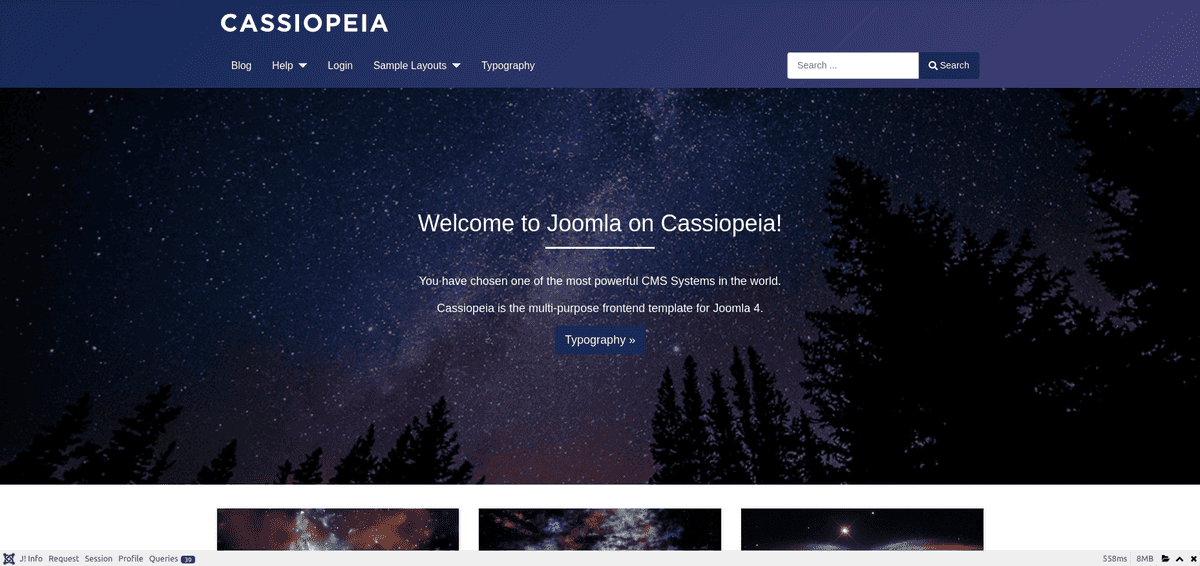 CASSIOPEIA
Blog Help Login Sample Layouts Typography Search ... Search
Welcome to Joomla on Cassiopeia!
You have chosen one of the most powerful CMS Systems in the world.
Cassiopeia is the multi-purpose frontend template for Joomla 4.
Typography »
J! Info Request Session Profile Queries 39 558ms 8MB